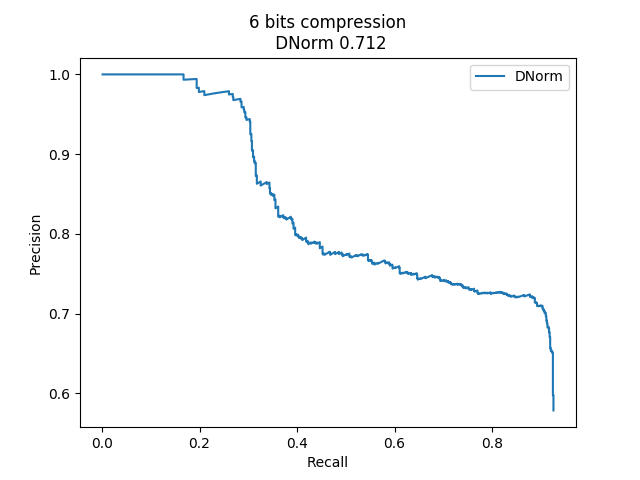 6 bits compression
DNorm 0.712
DNorm
1.0
0.9
0.8
0.7
0.6
Precision
0.0 0.2 0.4 0.6 0.8
Recall